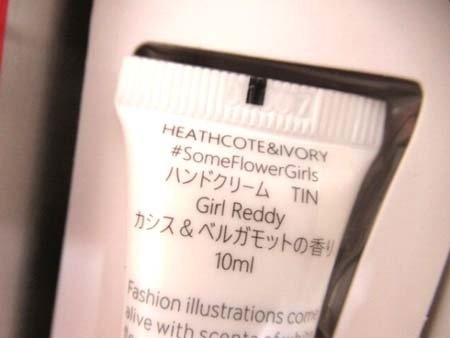 HEATHCOTE&IVORY
#SomeFlowerGirls
ハンドクリーム TIN
Girl Reddy
カシス & ベルガモットの香り
10ml
Fashion illustrations come
alive with scents of white